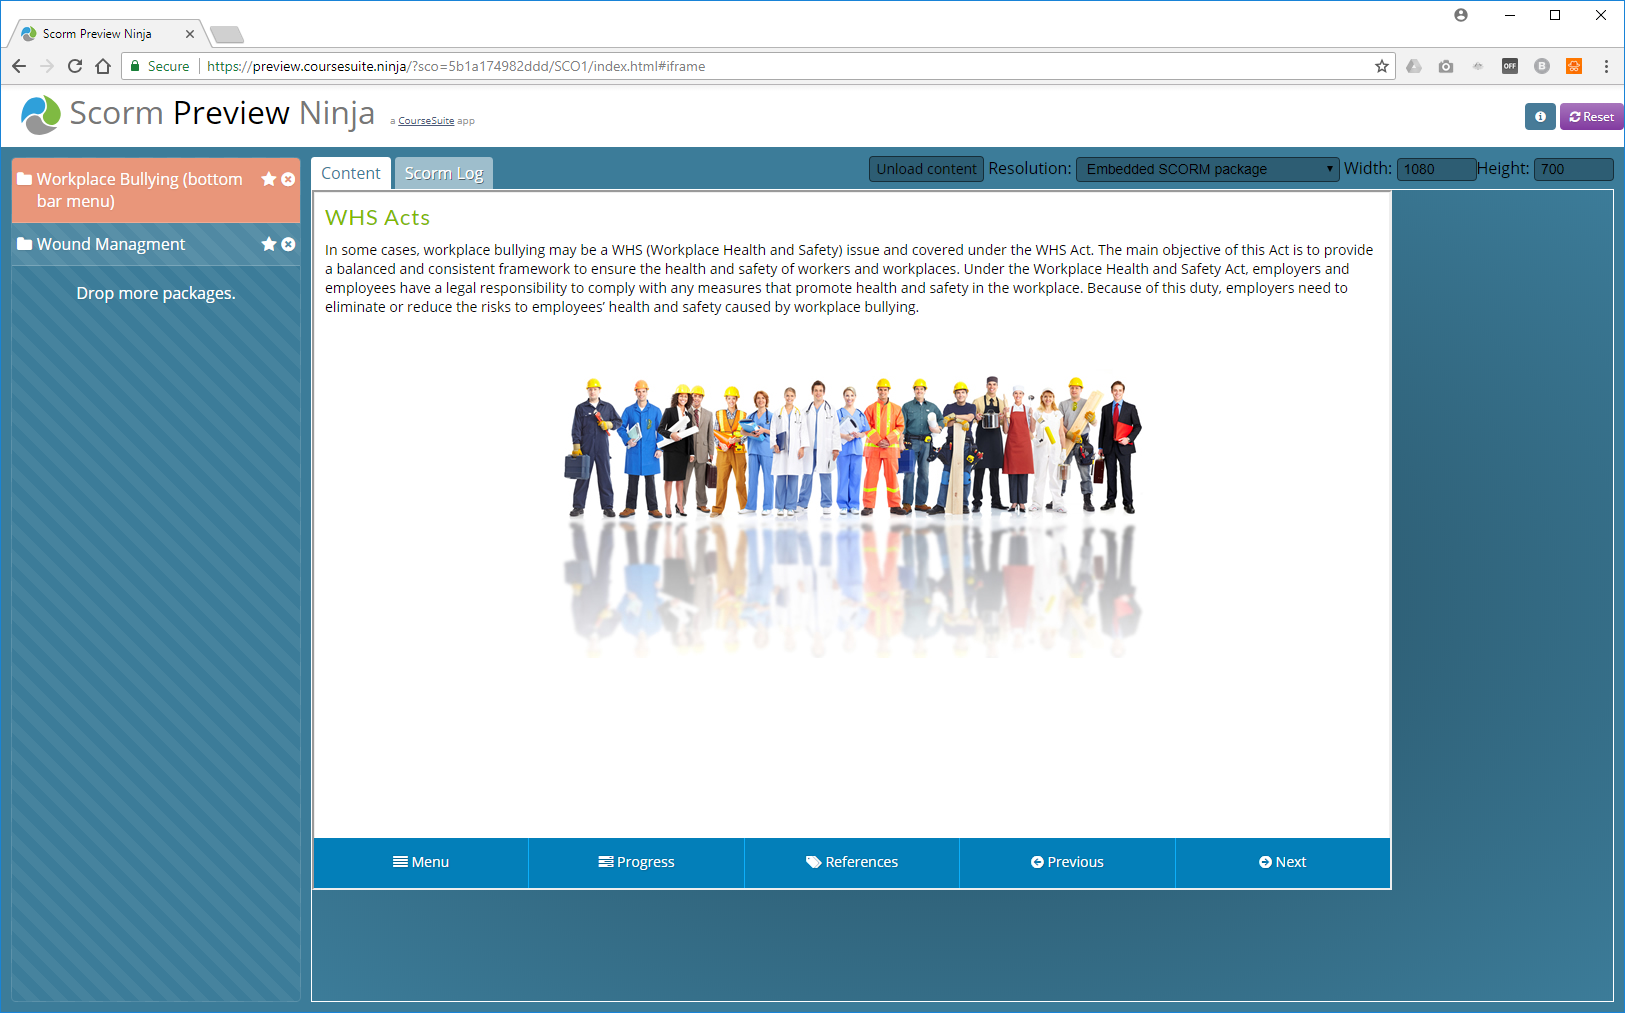 Scorm Preview Ninja
Secure
https://preview.coursesuite.ninja/?sco=5b1a174982ddd/SCO1/index.html#iframe
OFF
B
Scorm Preview Ninja
a CourseSuite app
Reset
Workplace Bullying (bottom
bar menu)
Wound Managment
Drop more packages.
Content
Scorm Log
Unload content
Resolution:
Embedded SCORM package
Width:
1080
Height:
700
WHS Acts
In some cases, workplace bullying may be a WHS (Workplace Health and Safety) issue and covered under the WHS Act. The main objective of this Act is to provide
a balanced and consistent framework to ensure the health and safety of workers and workplaces. Under the Workplace Health and Safety Act, employers and
employees have a legal responsibility to comply with any measures that promote health and safety in the workplace. Because of this duty, employers need to
eliminate or reduce the risks to employees’ health and safety caused by workplace bullying.
Menu
Progress
References
Previous
Next